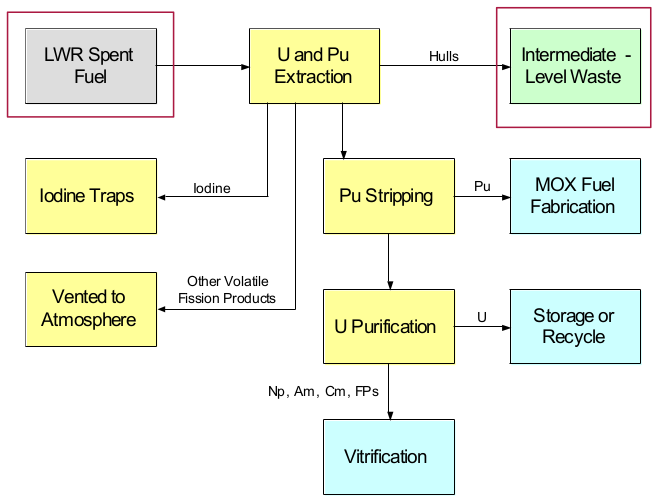 LWR Spent
Fuel
U and Pu
Extraction
Hulls
Intermediate -
Level Waste
Iodine Traps
Iodine
Pu Stripping
Pu
MOX Fuel
Fabrication
Vented to
Atmosphere
Other Volatile
Fission Products
U Purification
U
Storage or
Recycle
Np, Am, Cm, FPs
Vitrification